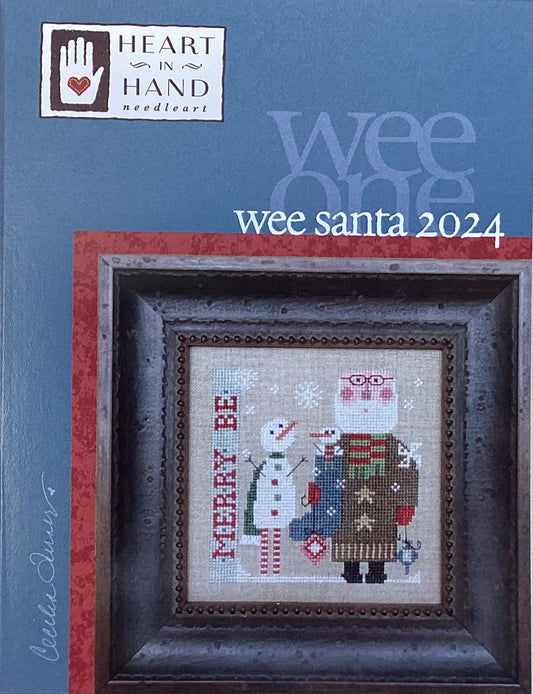 HEART
IN
HAND
needleart
wee
one
wee santa 2024
MERRY BE